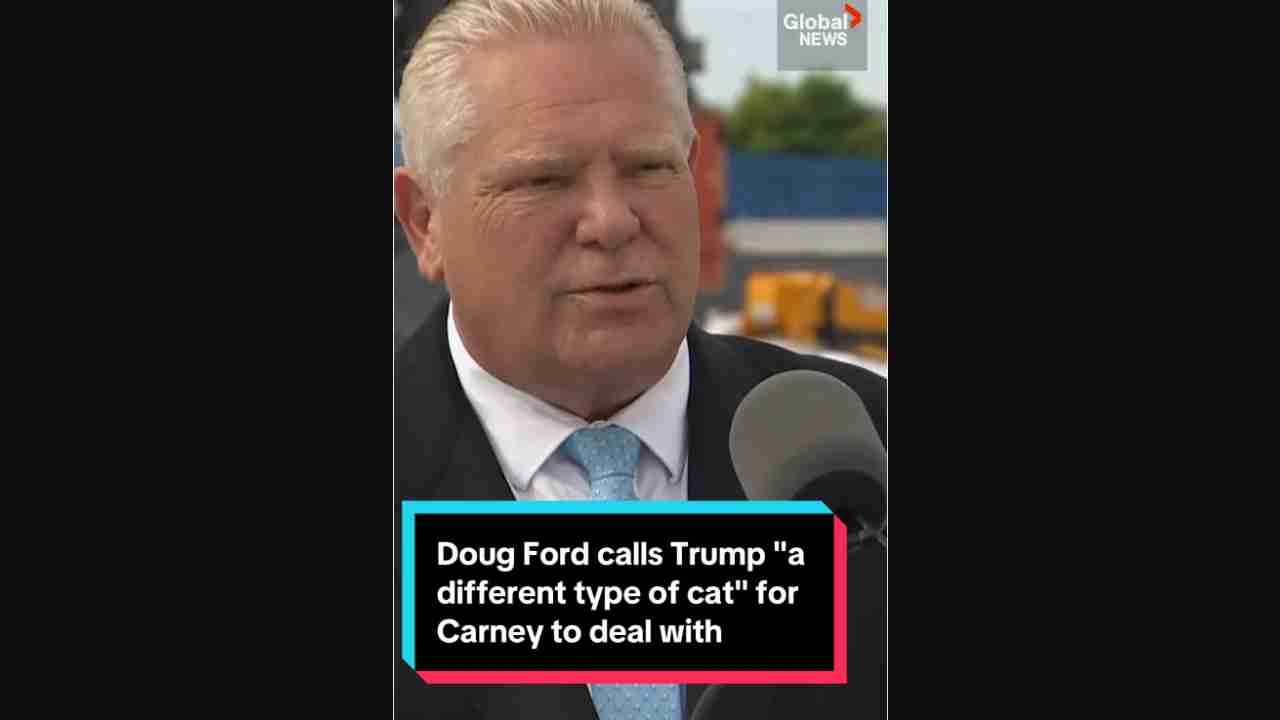 Global
NEWS
Doug Ford calls Trump "a
different type of cat" for
Carney to deal with